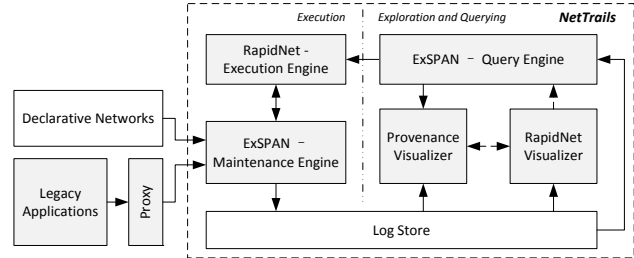 Execution
Exploration and Querying
NetTrails
RapidNet -
Execution Engine
ExSPAN – Query Engine
Declarative Networks
ExSPAN –
Maintenance Engine
Provenance
Visualizer
RapidNet
Visualizer
Legacy
Applications
Proxy
Log Store